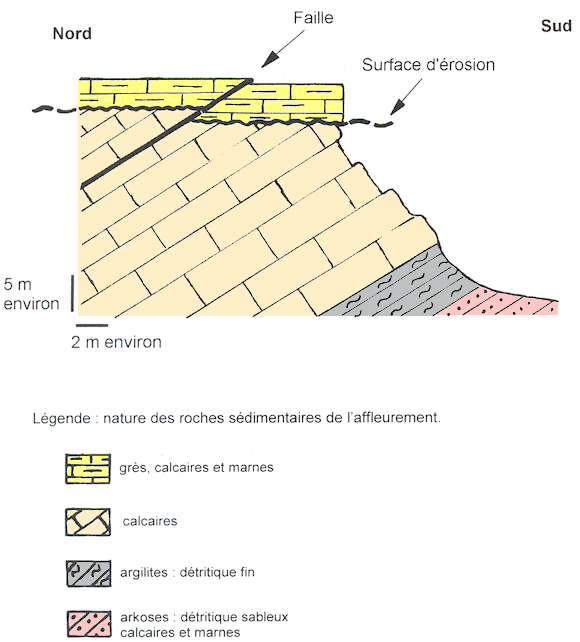 Faille
Nord
Sud
Surface d'érosion
5 m
environ
2 m environ
Légende : nature des roches sédimentaires de l'affleurement.
grès, calcaires et marnes
calcaires
argilites : détritique fin
arkoses : détritique sableux
calcaires et marnes